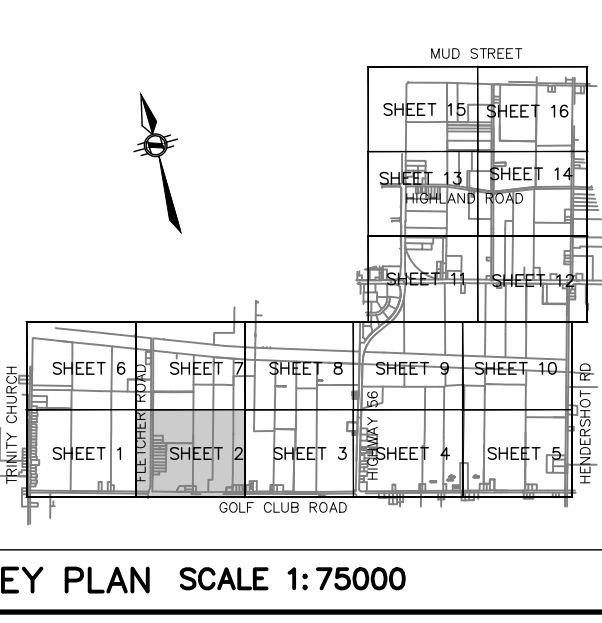 MUD STREET
SHEET 15 SHEET 16
SHEET 13 SHEET 14
HIGHLAND ROAD
SHEET 11 SHEET 12
SHEET 6 SHEET 7 SHEET 8 SHEET 9 SHEET 10
TRINITY CHURCH
FLETCHER ROAD
HIGHWAY 56
HENDERSHOT RD
SHEET 1 SHEET 2 SHEET 3 SHEET 4 SHEET 5
GOLF CLUB ROAD
EY PLAN SCALE 1:75000